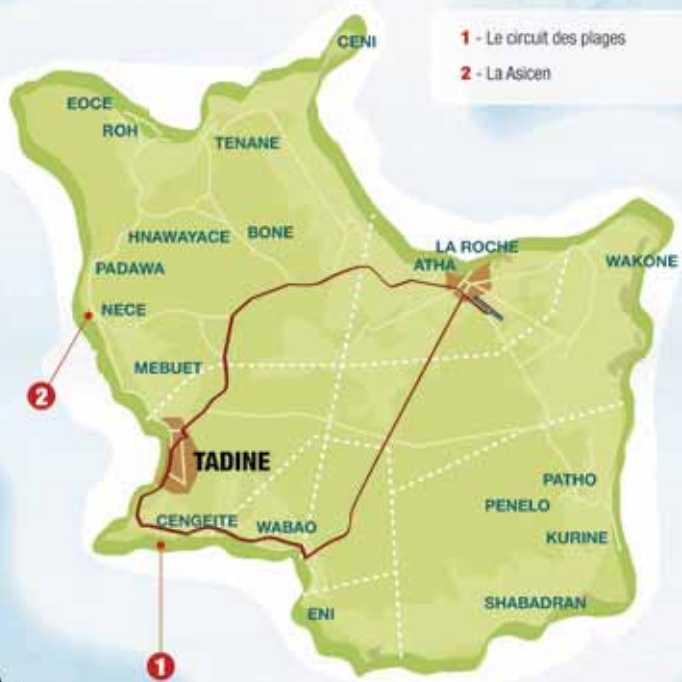 CENI
1 - Le circuit des plages
2 - La Asicen
EOCE
ROH
TENANE
HNAWAYACE
BONE
LA ROCHE
ATHA
WAKONE
PADAWA
NECE
MEBUET
2
TADINE
PATHO
PENELO
CENGEITE
WABAO
KURINE
ENI
SHABADRAN
1